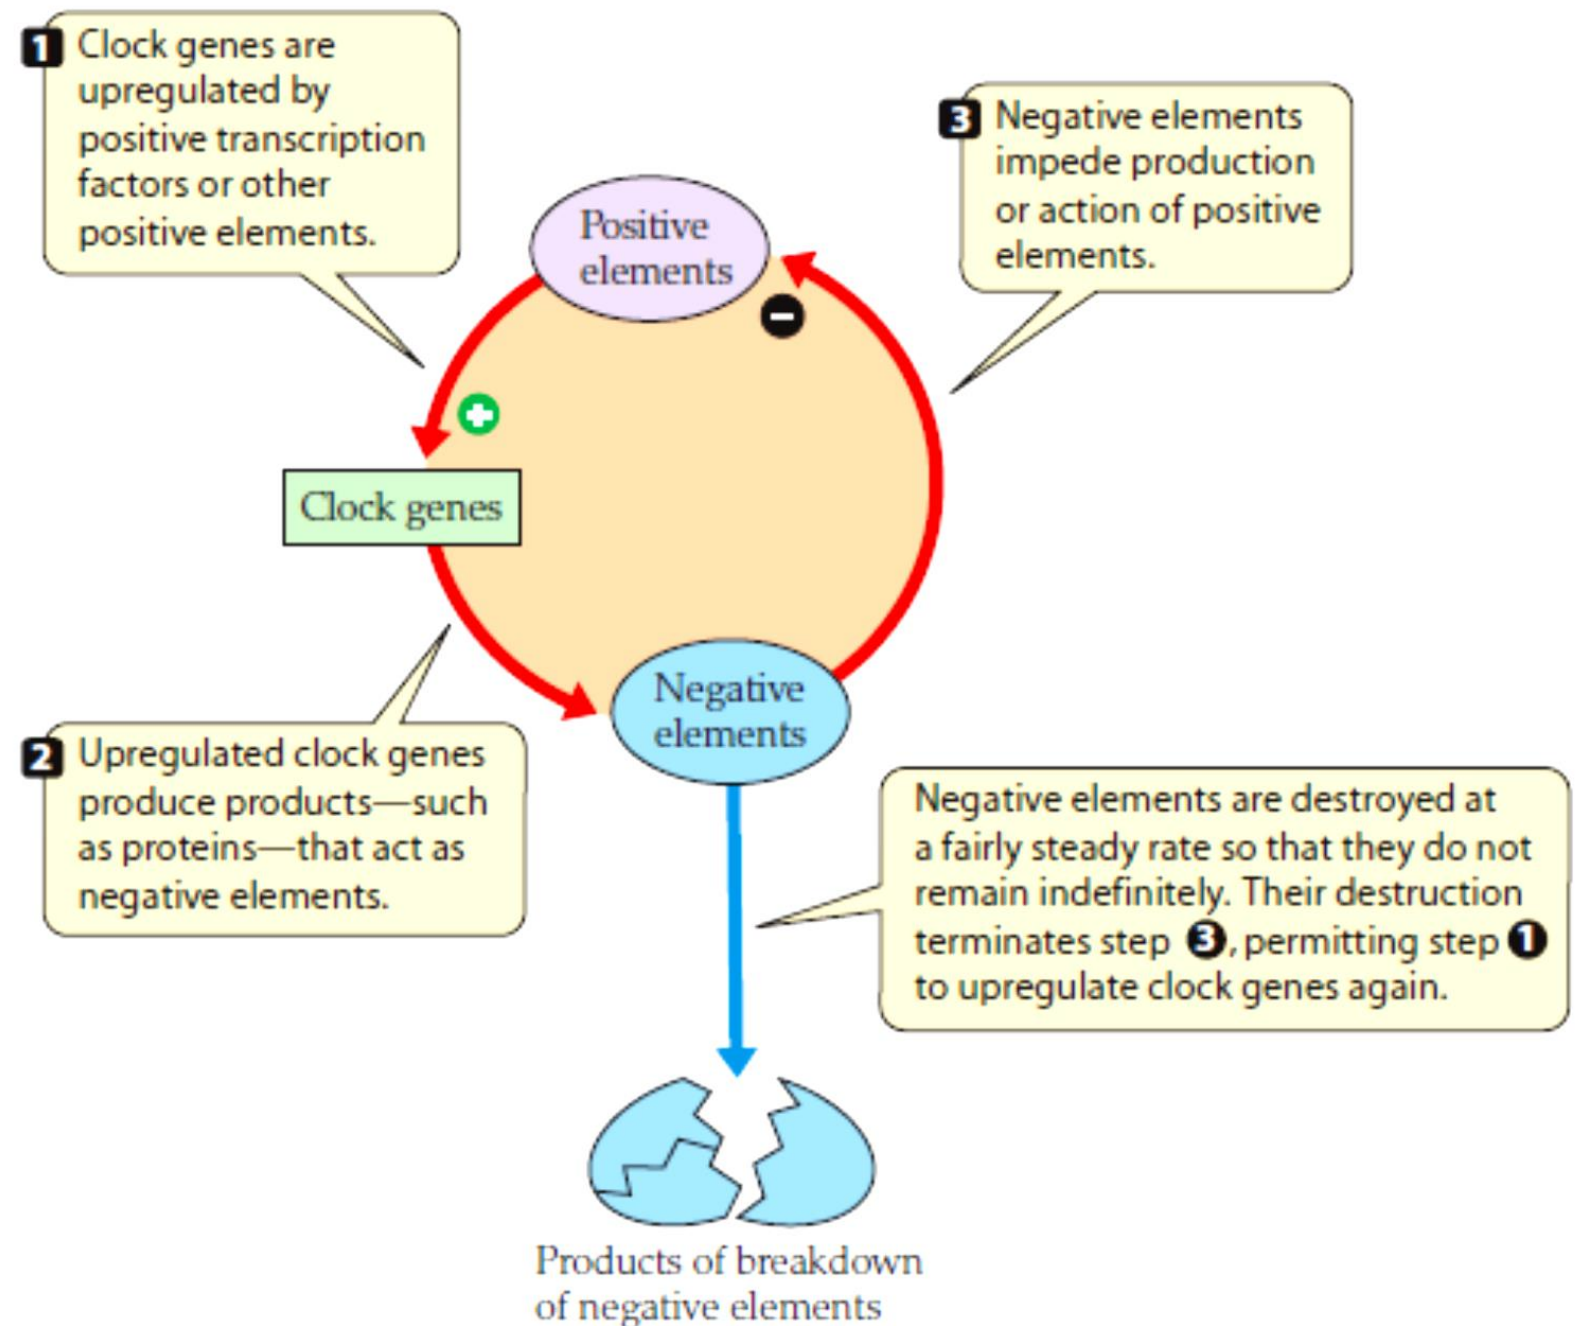 1 Clock genes are
upregulated by
positive transcription
factors or other
positive elements.
3 Negative elements
impede production
or action of positive
elements.
Positive
elements
Clock genes
Negative
elements
2 Upregulated clock genes
produce products—such
as proteins—that act as
negative elements.
Negative elements are destroyed at
a fairly steady rate so that they do not
remain indefinitely. Their destruction
terminates step 3, permitting step 1
to upregulate clock genes again.
Products of breakdown
of negative elements